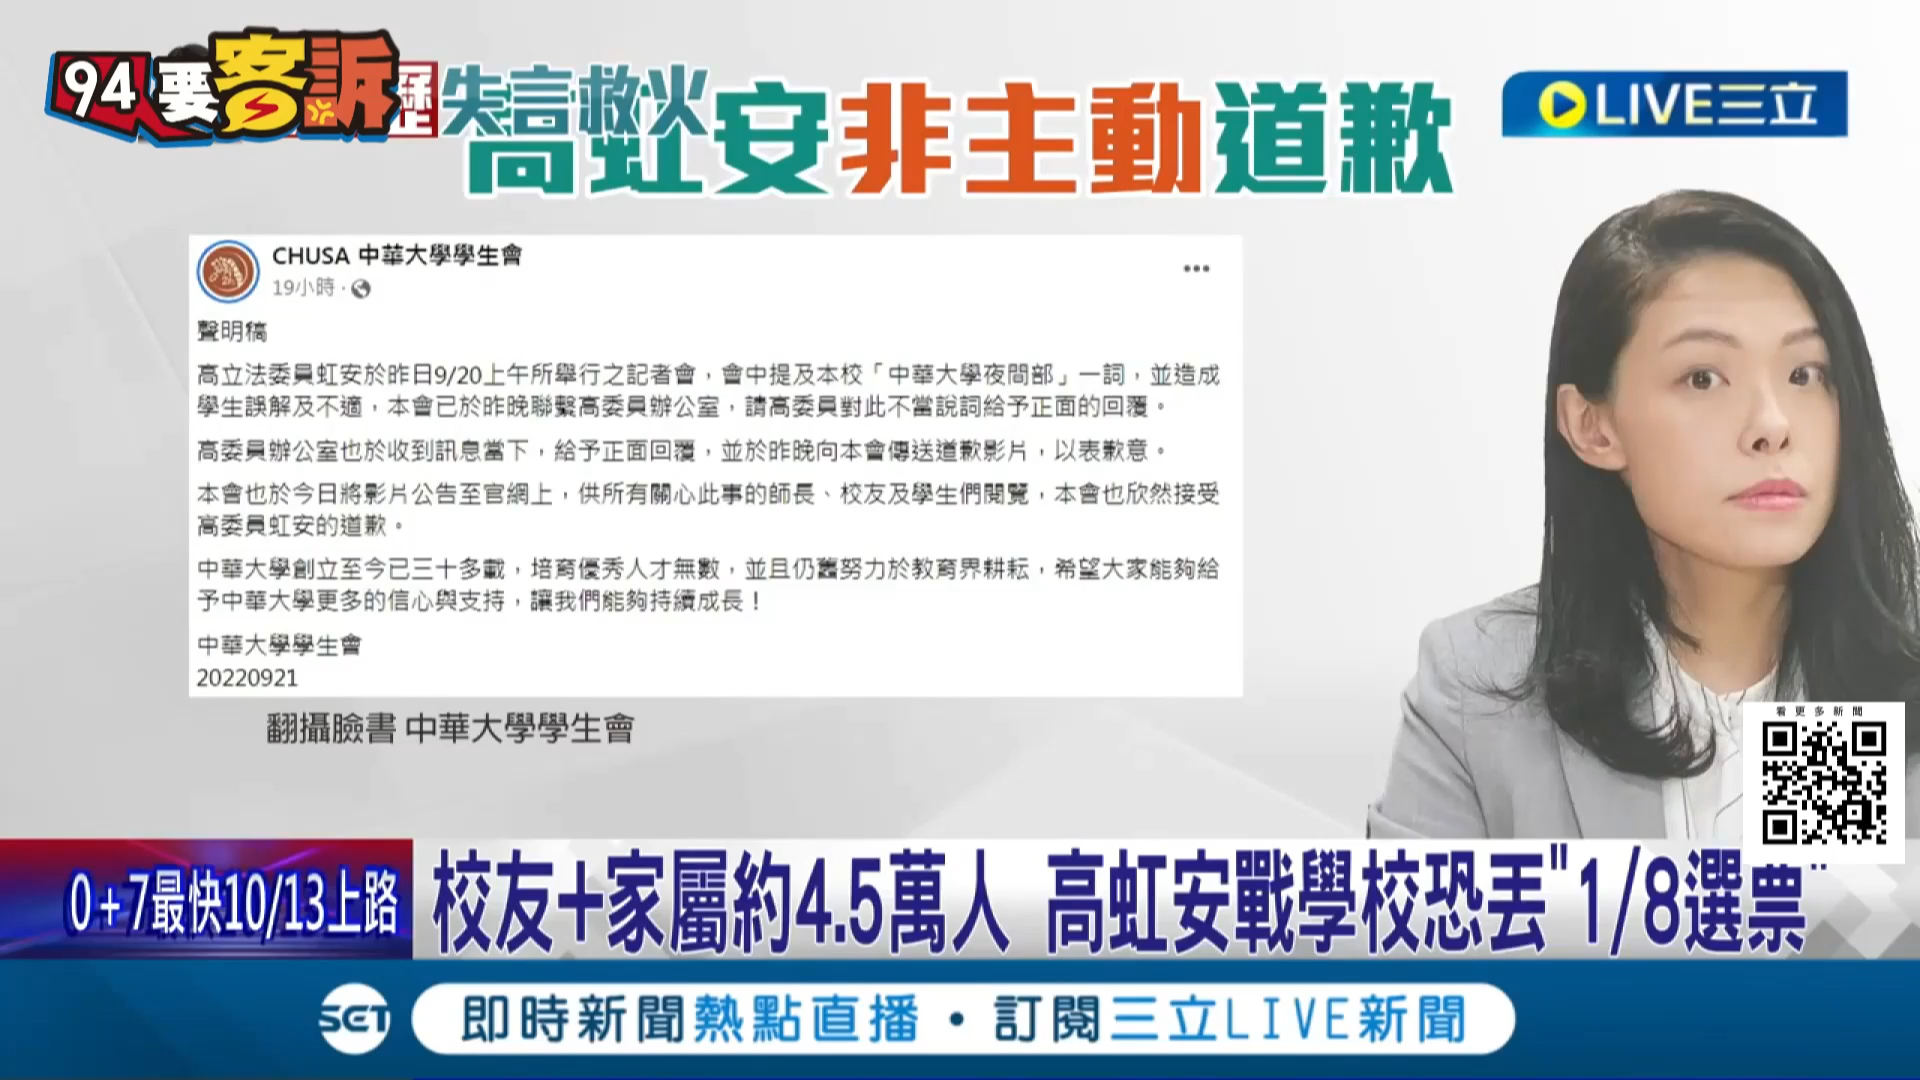 94要客訴
歷
失言救火
高虹安非主動道歉
LIVE三立
CHUSA 中華大學學生會
19小時·
聲明稿
高立法委員虹安於昨日9/20上午所舉行之記者會，會中提及本校「中華大學夜間部」一詞，並造成
學生誤解及不適，本會已於昨晚聯繫高委員辦公室，請高委員對此不當說詞給予正面的回覆。
高委員辦公室也於收到訊息當下，給予正面回覆，並於昨晚向本會傳送道歉影片，以表歉意。
本會也於今日將影片公告至官網上，供所有關心此事的師長、校友及學生們閱覽，本會也欣然接受
高委員虹安的道歉。
中華大學創立至今已三十多載，培育優秀人才無數，並且仍舊努力於教育界耕耘，希望大家能夠給
予中華大學更多的信心與支持，讓我們能夠持續成長！
中華大學學生會
20220921
翻攝臉書 中華大學學生會
看更多新聞
0+7最快10/13上路
校友+家屬約4.5萬人 高虹安戰學校恐丟"1/8選票"
SET
即時新聞熱點直播・訂閱三立LIVE新聞